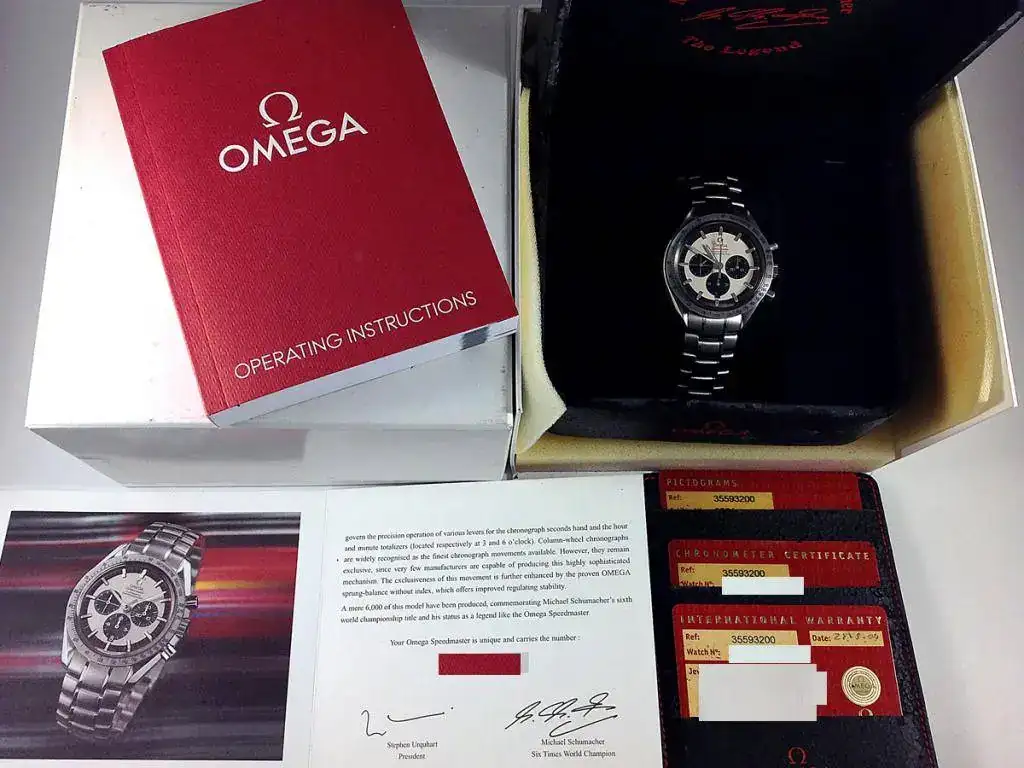 Ω
OMEGA
OPERATING INSTRUCTIONS
The Legend
OMEGA
govern the precision operation of various levers for the chronograph seconds hand and the hour
and minute totalizers (located respectively at 3 and 6 o'clock). Column-wheel chronographs
are widely recognised as the finest chronograph movements available. However, they remain
exclusive, since very few manufacturers are capable of producing this highly sophisticated
mechanism. The exclusiveness of this movement is further enhanced by the proven OMEGA
sprung-balance without index, which offers improved regulating stability.
A mere 6,000 of this model have been produced, commemorating Michael Schumacher's sixth
world championship title and his status as a legend like the Omega Speedmaster
Your Omega Speedmaster is unique and carries the number :
Stephen Urquhart
President
Michael Schumacher
Six Times World Champion
PICTOGRAMS
Ref: 35593200
CHRONOMETER CERTIFICATE
Ref: 35593200
Watch Nº:
INTERNATIONAL WARRANTY
Ref: 35593200 Date:
Watch Nº:
OMEGA
Ω